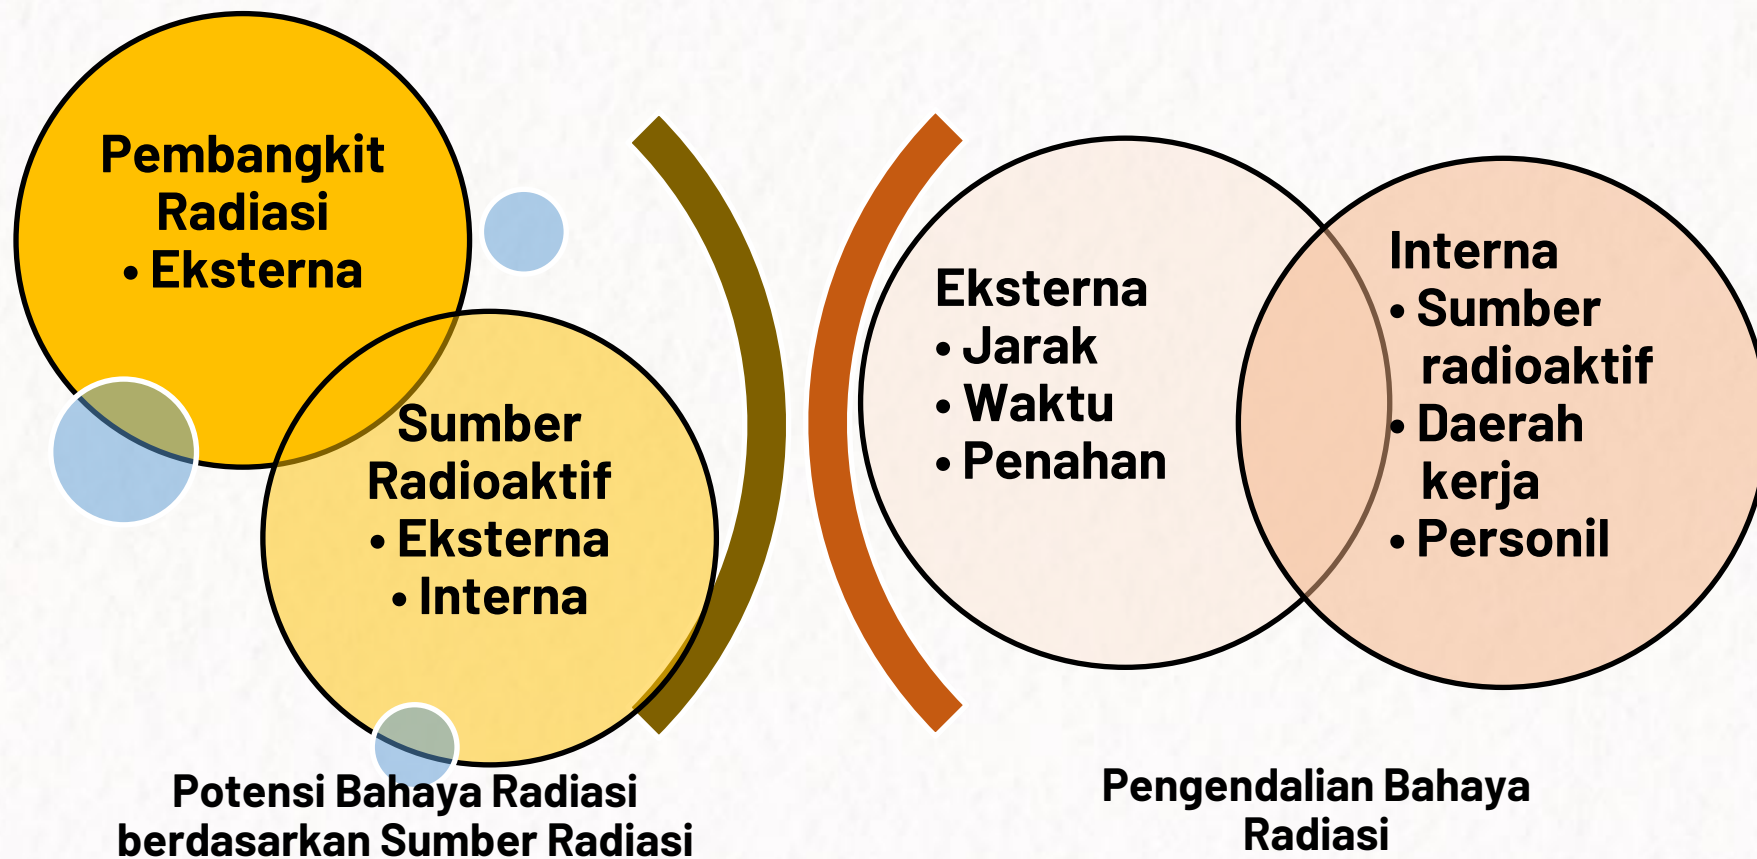 Pembangkit
Radiasi
• Eksterna
Sumber
Radioaktif
• Eksterna
• Interna
Potensi Bahaya Radiasi
berdasarkan Sumber Radiasi
Eksterna
• Jarak
• Waktu
• Penahan
Interna
• Sumber
radioaktif
• Daerah
kerja
• Personil
Pengendalian Bahaya
Radiasi